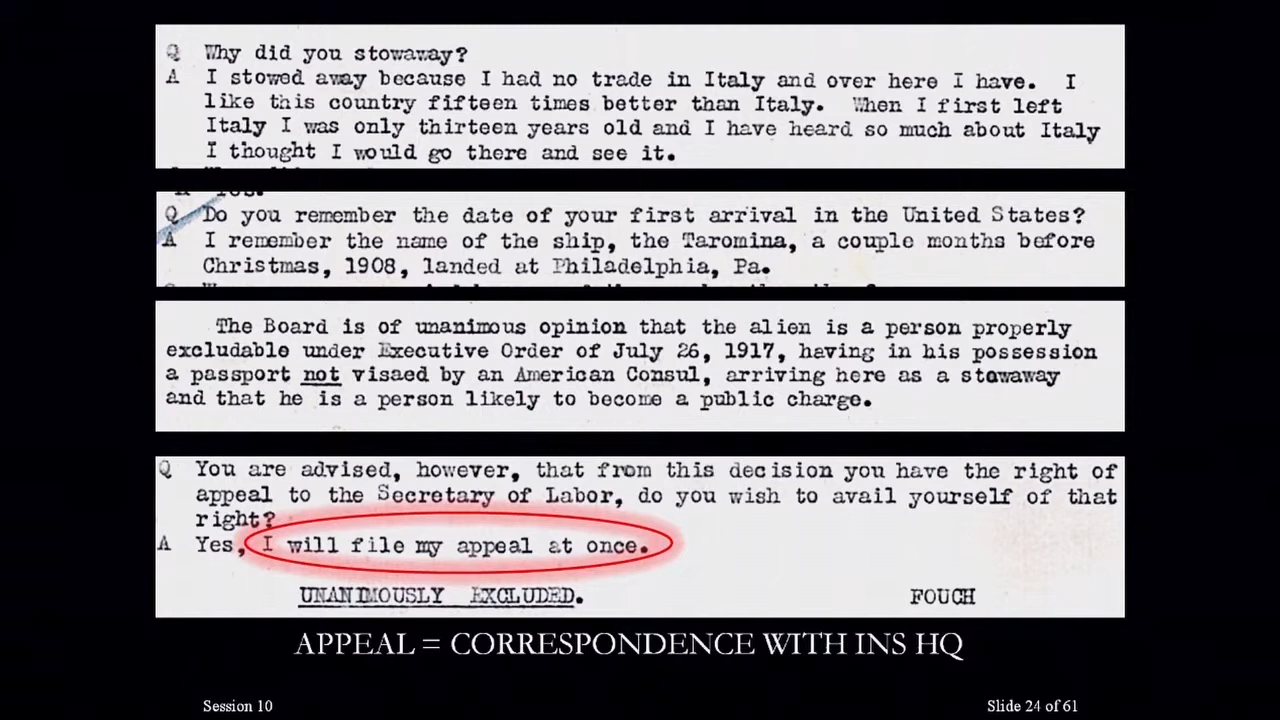 Q Why did you stowaway?
A I stowed away because I had no trade in Italy and over here I have. I
like this country fifteen times better than Italy. When I first left
Italy I was only thirteen years old and I have heard so much about Italy
I thought I would go there and see it.
A Yes.
Q Do you remember the date of your first arrival in the United States?
A I remember the name of the ship, the Taromina, a couple months before
Christmas, 1908, landed at Philadelphia, Pa.
The Board is of unanimous opinion that the alien is a person properly
excludable under Executive Order of July 26, 1917, having in his possession
a passport not visaed by an American Consul, arriving here as a stowaway
and that he is a person likely to become a public charge.
Q You are advised, however, that from this decision you have the right of
appeal to the Secretary of Labor, do you wish to avail yourself of that
right?
A Yes, I will file my appeal at once.
UNANIMOUSLY EXCLUDED. FOUCH
APPEAL = CORRESPONDENCE WITH INS HQ
Session 10 Slide 24 of 61